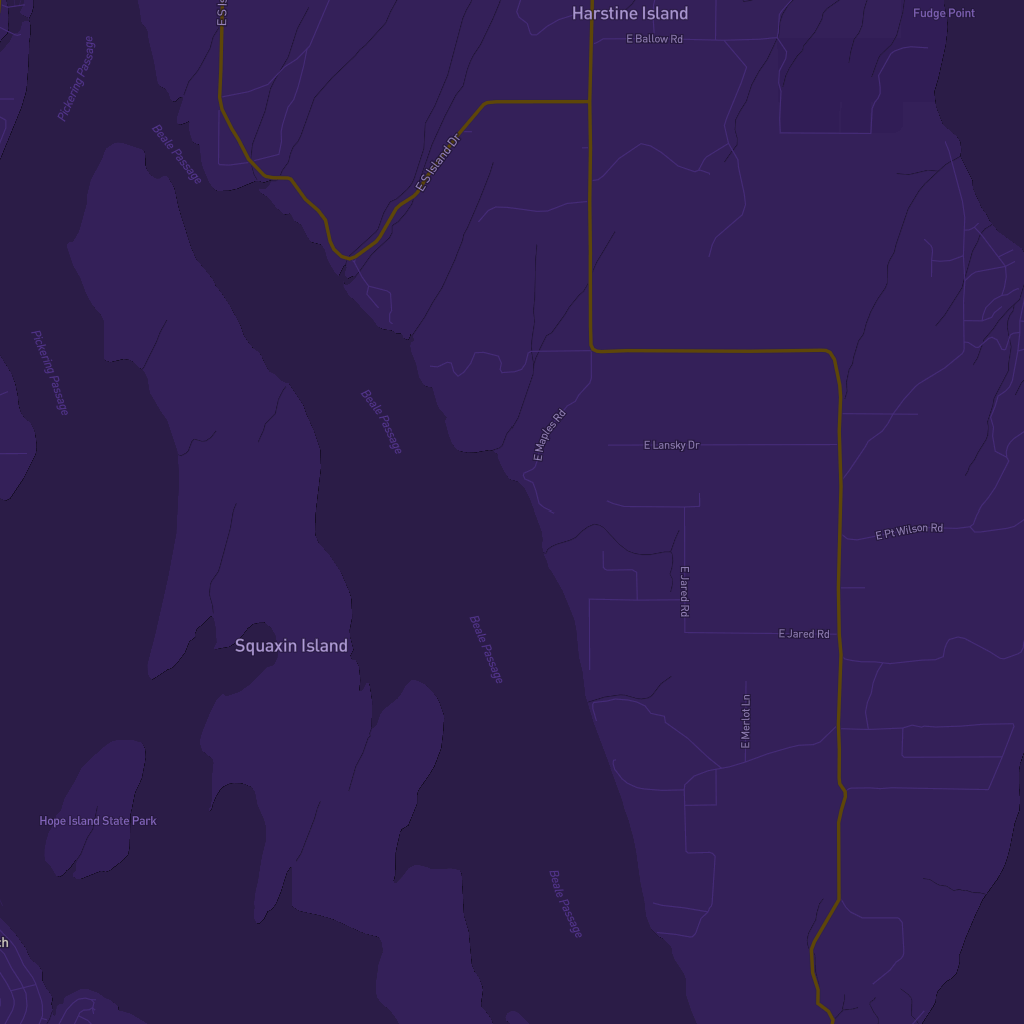 E S Is
Harstine Island
Fudge Point
E Ballow Rd
Pickering Passage
Beale Passage
E S Island Dr
Pickering Passage
Beale Passage
E Maples Rd
E Lansky Dr
E Pt Wilson Rd
E Jared Rd
Beale Passage
E Jared Rd
Squaxin Island
E Merlot Ln
Hope Island State Park
Beale Passage
ch